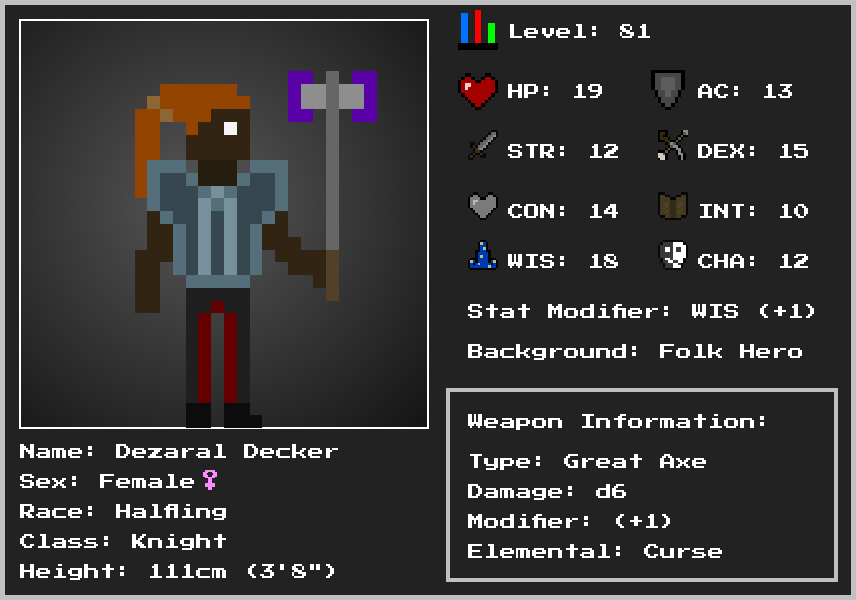 Level: 81
HP: 19 AC: 13
STR: 12 DEX: 15
CON: 14 INT: 10
WIS: 18 CHA: 12
Stat Modifier: WIS (+1)
Background: Folk Hero
Weapon Information:
Type: Great Axe
Damage: d6
Modifier: (+1)
Elemental: Curse
Name: Dezaral Decker
Sex: Female♀
Race: Halfling
Class: Knight
Height: 111cm (3'8")